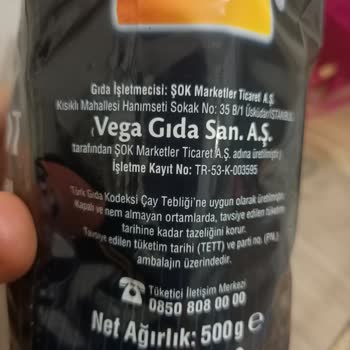 Gıda İşletmecisi: ŞOK Marketler Ticaret A.Ş.
Kısıklı Mahallesi Hanımseti Sokak No: 35 B/1 Üsküdar/İSTANBUL
Vega Gıda San. A.Ş.
tarafından ŞOK Marketler Ticaret A.Ş. adına üretilmiştir.
İşletme Kayıt No: TR-53-K-003595
Türk Gıda Kodeksi Çay Tebliği'ne uygun olarak üretilmiştir.
Kapalı ve nem almayan ortamlarda, tavsiye edilen tüketim
tarihine kadar tazeliğini korur.
Tavsiye edilen tüketim tarihi (TETT) ve parti no. (P.N.)
ambalajın üzerindedir.
Tüketici İletişim Merkezi
0850 808 00 00
Net Ağırlık: 500 g e